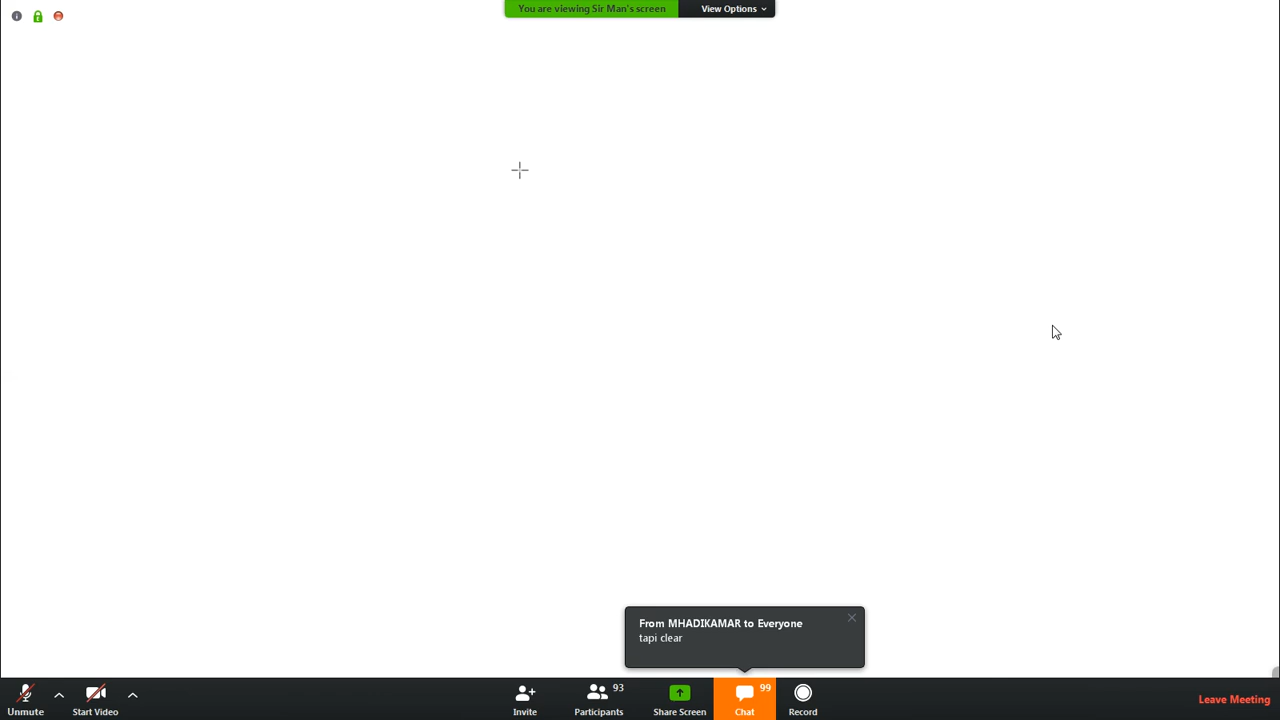 You are viewing Sir Man's screen
View Options
From MHADIKAMAR to Everyone
tapi clear
Unmute
Start Video
Invite
93
Participants
Share Screen
99
Chat
Record
Leave Meeting